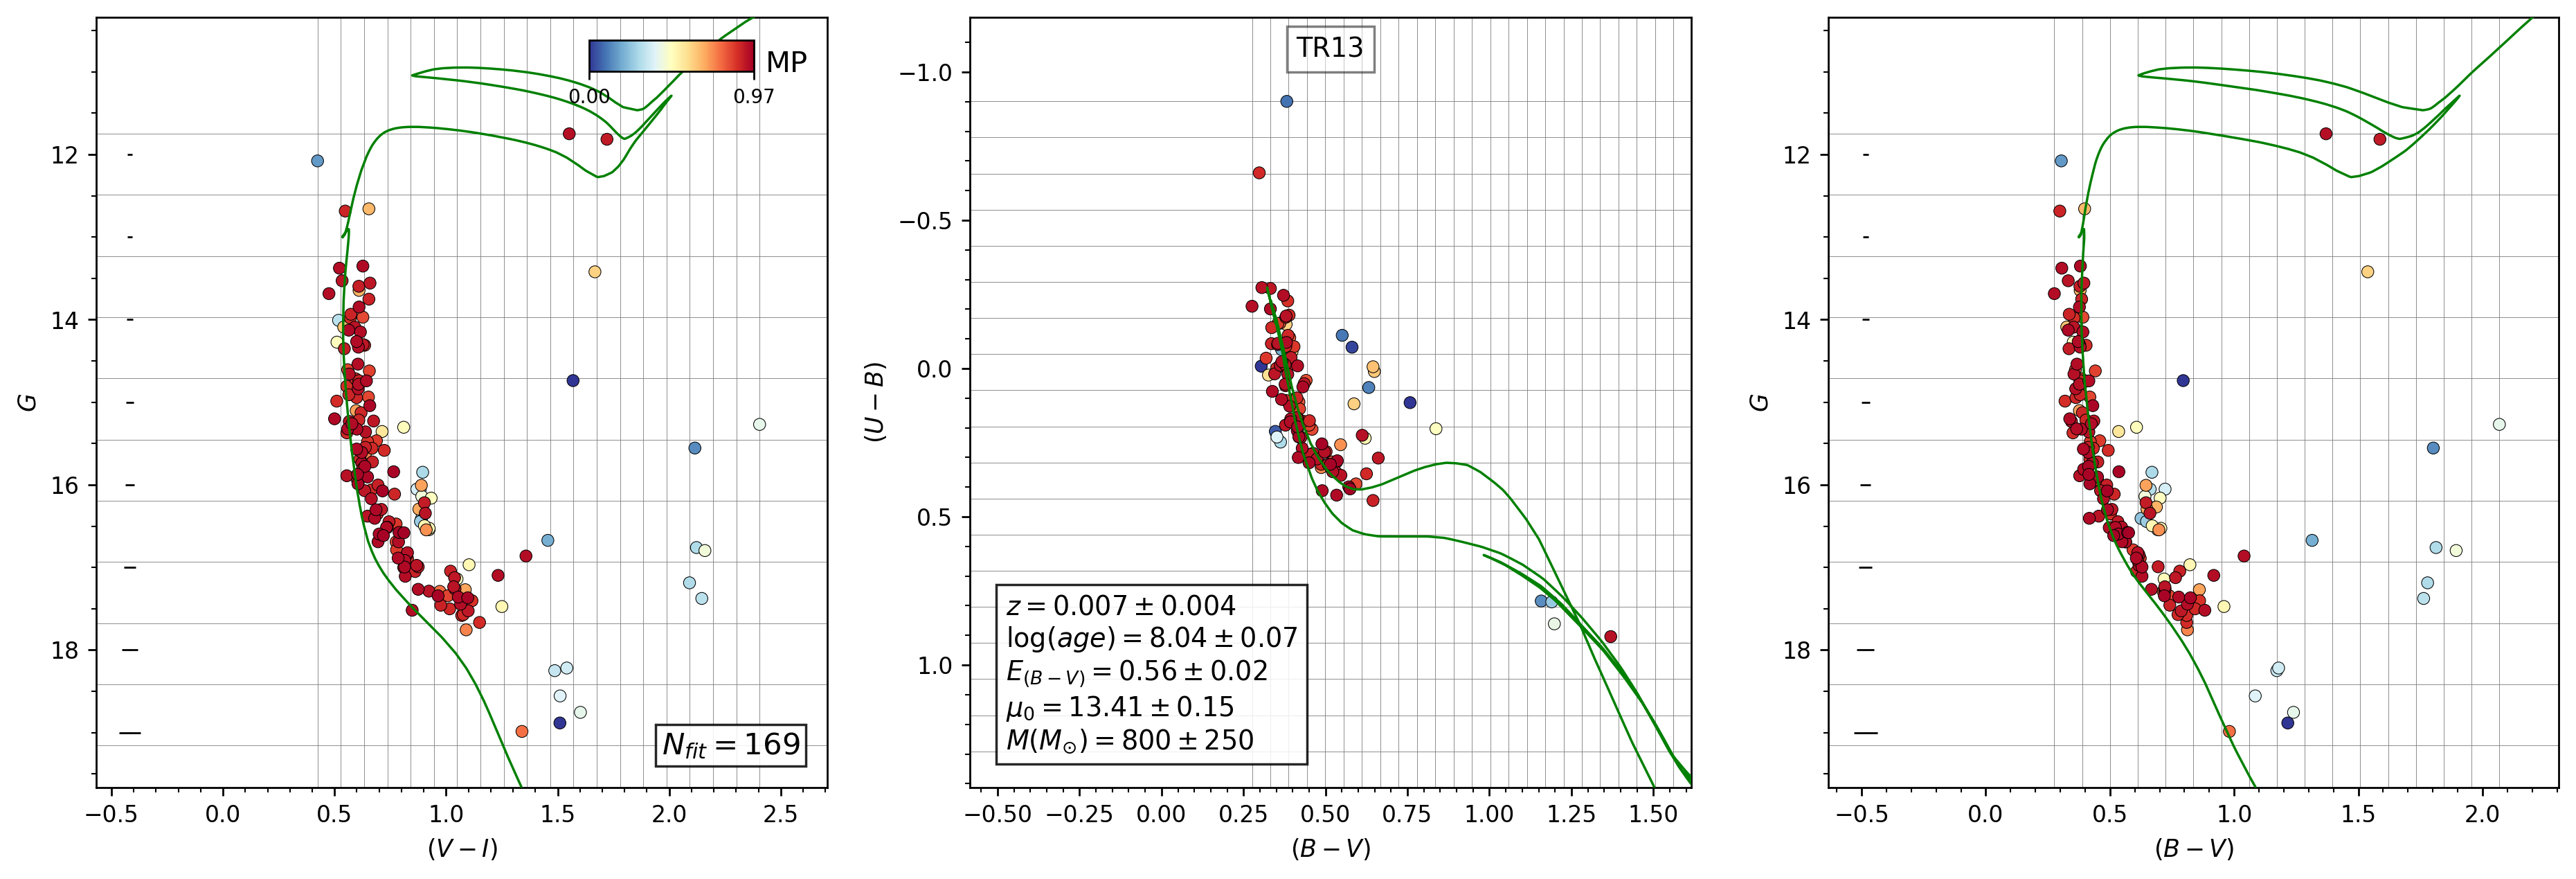 MP
0.00 0.97
12
14
16
18
G
N_{fit} = 169
−0.5 0.0 0.5 1.0 1.5 2.0 2.5
(V − I)
TR13
−1.0
−0.5
0.0
0.5
1.0
(U − B)
z = 0.007 ± 0.004
log(age) = 8.04 ± 0.07
E_{(B−V)} = 0.56 ± 0.02
μ₀ = 13.41 ± 0.15
M(M_⊙) = 800 ± 250
−0.50 −0.25 0.00 0.25 0.50 0.75 1.00 1.25 1.50
(B − V)
12
14
16
18
G
−0.5 0.0 0.5 1.0 1.5 2.0
(B − V)